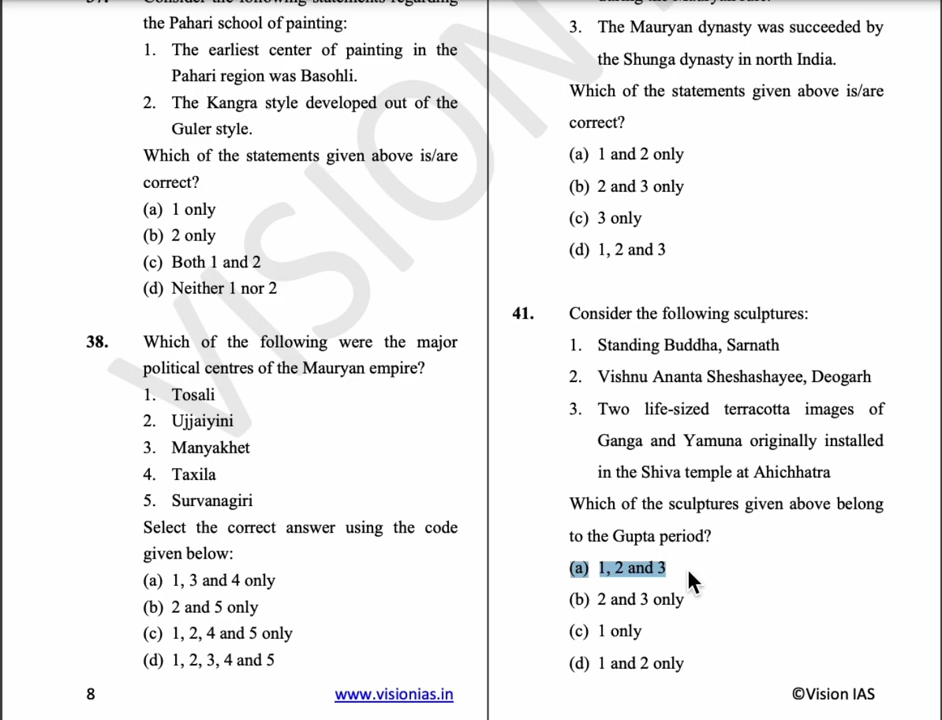 37. Consider the following statements regarding
the Pahari school of painting:
1. The earliest center of painting in the
Pahari region was Basohli.
2. The Kangra style developed out of the
Guler style.
Which of the statements given above is/are
correct?
(a) 1 only
(b) 2 only
(c) Both 1 and 2
(d) Neither 1 nor 2
38. Which of the following were the major
political centres of the Mauryan empire?
1. Tosali
2. Ujjaiyini
3. Manyakhet
4. Taxila
5. Survanagiri
Select the correct answer using the code
given below:
(a) 1, 3 and 4 only
(b) 2 and 5 only
(c) 1, 2, 4 and 5 only
(d) 1, 2, 3, 4 and 5
3. The Mauryan dynasty was succeeded by
the Shunga dynasty in north India.
Which of the statements given above is/are
correct?
(a) 1 and 2 only
(b) 2 and 3 only
(c) 3 only
(d) 1, 2 and 3
41. Consider the following sculptures:
1. Standing Buddha, Sarnath
2. Vishnu Ananta Sheshashayee, Deogarh
3. Two life-sized terracotta images of
Ganga and Yamuna originally installed
in the Shiva temple at Ahichhatra
Which of the sculptures given above belong
to the Gupta period?
(a) 1, 2 and 3
(b) 2 and 3 only
(c) 1 only
(d) 1 and 2 only
8 www.visionias.in ©Vision IAS
VISION